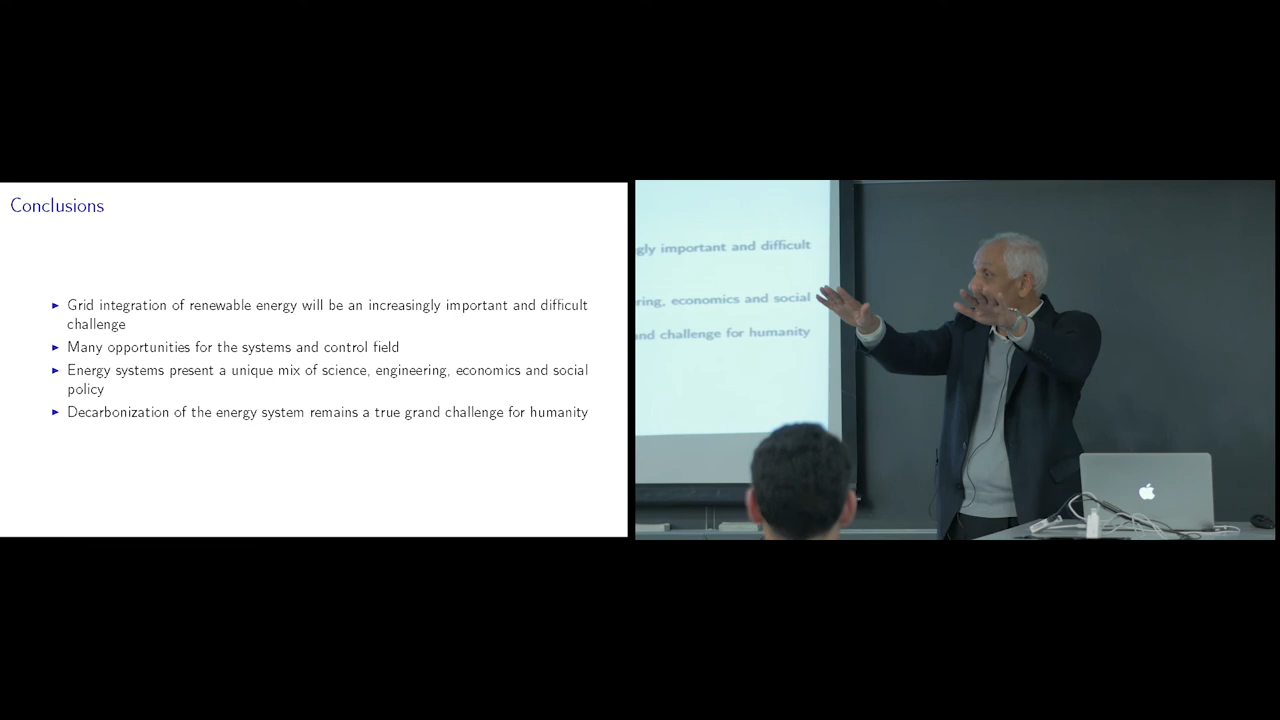 Conclusions
Grid integration of renewable energy will be an increasingly important and difficult
challenge
Many opportunities for the systems and control field
Energy systems present a unique mix of science, engineering, economics and social
policy
Decarbonization of the energy system remains a true grand challenge for humanity
gly important and difficult
ring, economics and social
nd challenge for humanity